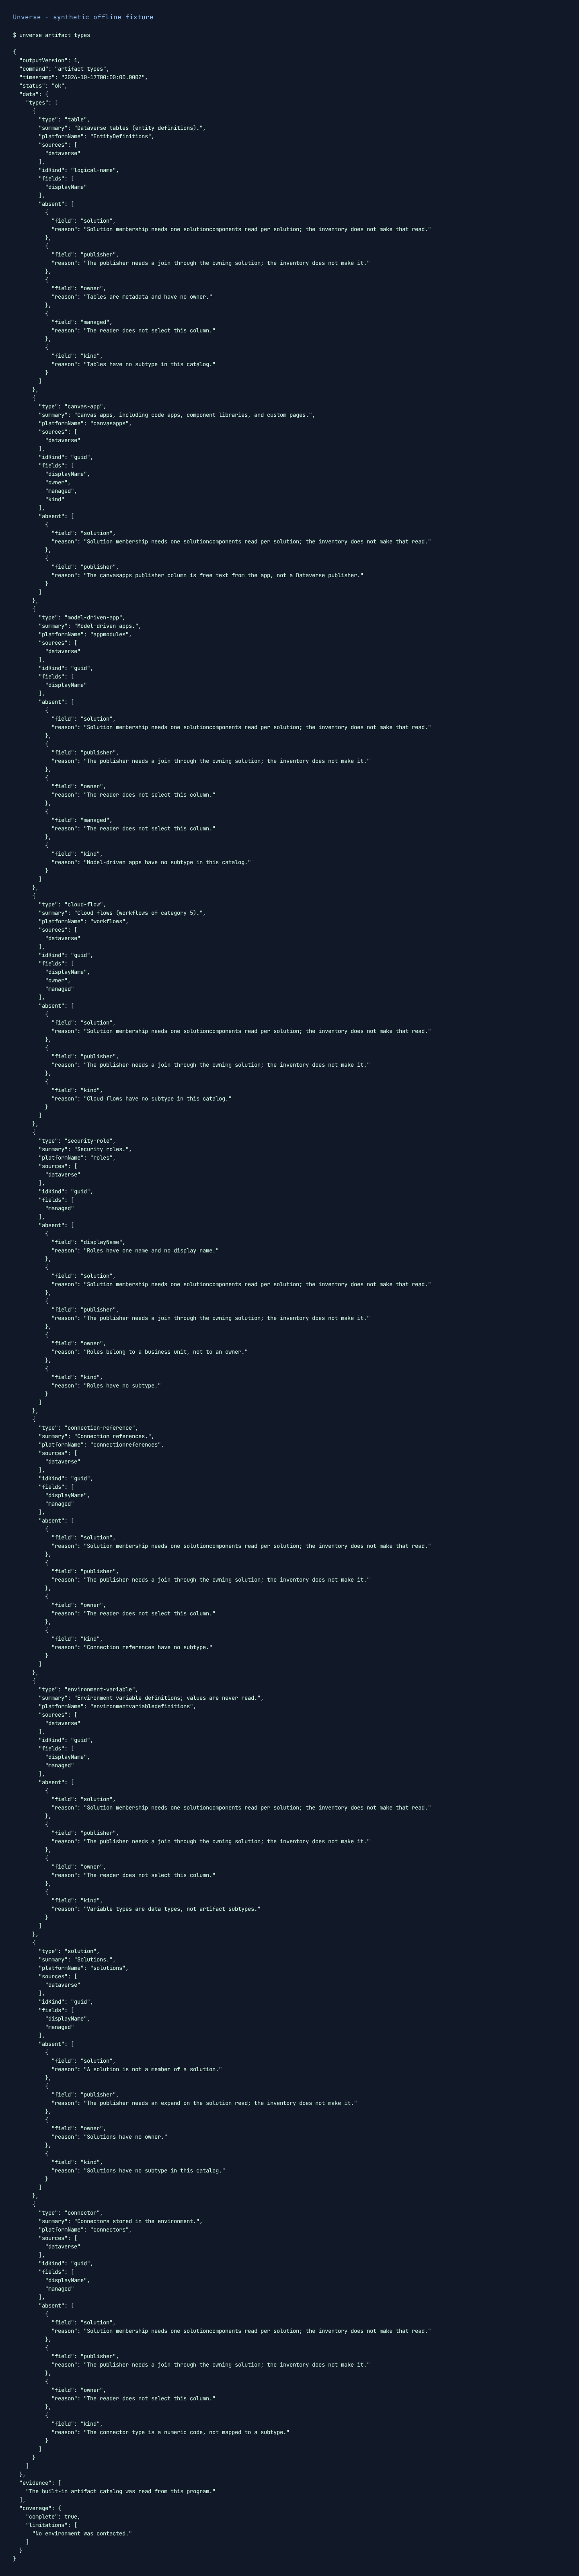 Unverse - synthetic offline fixture
$ unverse artifact types
{
  "outputVersion": 1,
  "command": "artifact types",
  "timestamp": "2026-10-17T00:00:00.000Z",
  "status": "ok",
  "data": {
    "types": [
      {
        "type": "table",
        "summary": "Dataverse tables (entity definitions).",
        "platformName": "EntityDefinitions",
        "sources": [
          "dataverse"
        ],
        "idKind": "logical-name",
        "fields": [
          "displayName"
        ],
        "absent": [
          {
            "field": "solution",
            "reason": "Solution membership needs one solutioncomponents read per solution; the inventory does not make that read."
          },
          {
            "field": "publisher",
            "reason": "The publisher needs a join through the owning solution; the inventory does not make it."
          },
          {
            "field": "owner",
            "reason": "Tables are metadata and have no owner."
          },
          {
            "field": "managed",
            "reason": "The reader does not select this column."
          },
          {
            "field": "kind",
            "reason": "Tables have no subtype in this catalog."
          }
        ]
      },
      {
        "type": "canvas-app",
        "summary": "Canvas apps, including code apps, component libraries, and custom pages.",
        "platformName": "canvasapps",
        "sources": [
          "dataverse"
        ],
        "idKind": "guid",
        "fields": [
          "displayName",
          "owner",
          "managed",
          "kind"
        ],
        "absent": [
          {
            "field": "solution",
            "reason": "Solution membership needs one solutioncomponents read per solution; the inventory does not make that read."
          },
          {
            "field": "publisher",
            "reason": "The canvasapps publisher column is free text from the app, not a Dataverse publisher."
          }
        ]
      },
      {
        "type": "model-driven-app",
        "summary": "Model-driven apps.",
        "platformName": "appmodules",
        "sources": [
          "dataverse"
        ],
        "idKind": "guid",
        "fields": [
          "displayName"
        ],
        "absent": [
          {
            "field": "solution",
            "reason": "Solution membership needs one solutioncomponents read per solution; the inventory does not make that read."
          },
          {
            "field": "publisher",
            "reason": "The publisher needs a join through the owning solution; the inventory does not make it."
          },
          {
            "field": "owner",
            "reason": "The reader does not select this column."
          },
          {
            "field": "managed",
            "reason": "The reader does not select this column."
          },
          {
            "field": "kind",
            "reason": "Model-driven apps have no subtype in this catalog."
          }
        ]
      },
      {
        "type": "cloud-flow",
        "summary": "Cloud flows (workflows of category 5).",
        "platformName": "workflows",
        "sources": [
          "dataverse"
        ],
        "idKind": "guid",
        "fields": [
          "displayName",
          "owner",
          "managed"
        ],
        "absent": [
          {
            "field": "solution",
            "reason": "Solution membership needs one solutioncomponents read per solution; the inventory does not make that read."
          },
          {
            "field": "publisher",
            "reason": "The publisher needs a join through the owning solution; the inventory does not make it."
          },
          {
            "field": "kind",
            "reason": "Cloud flows have no subtype in this catalog."
          }
        ]
      },
      {
        "type": "security-role",
        "summary": "Security roles.",
        "platformName": "roles",
        "sources": [
          "dataverse"
        ],
        "idKind": "guid",
        "fields": [
          "managed"
        ],
        "absent": [
          {
            "field": "displayName",
            "reason": "Roles have one name and no display name."
          },
          {
            "field": "solution",
            "reason": "Solution membership needs one solutioncomponents read per solution; the inventory does not make that read."
          },
          {
            "field": "publisher",
            "reason": "The publisher needs a join through the owning solution; the inventory does not make it."
          },
          {
            "field": "owner",
            "reason": "Roles belong to a business unit, not to an owner."
          },
          {
            "field": "kind",
            "reason": "Roles have no subtype."
          }
        ]
      },
      {
        "type": "connection-reference",
        "summary": "Connection references.",
        "platformName": "connectionreferences",
        "sources": [
          "dataverse"
        ],
        "idKind": "guid",
        "fields": [
          "displayName",
          "managed"
        ],
        "absent": [
          {
            "field": "solution",
            "reason": "Solution membership needs one solutioncomponents read per solution; the inventory does not make that read."
          },
          {
            "field": "publisher",
            "reason": "The publisher needs a join through the owning solution; the inventory does not make it."
          },
          {
            "field": "owner",
            "reason": "The reader does not select this column."
          },
          {
            "field": "kind",
            "reason": "Connection references have no subtype."
          }
        ]
      },
      {
        "type": "environment-variable",
        "summary": "Environment variable definitions; values are never read.",
        "platformName": "environmentvariabledefinitions",
        "sources": [
          "dataverse"
        ],
        "idKind": "guid",
        "fields": [
          "displayName",
          "managed"
        ],
        "absent": [
          {
            "field": "solution",
            "reason": "Solution membership needs one solutioncomponents read per solution; the inventory does not make that read."
          },
          {
            "field": "publisher",
            "reason": "The publisher needs a join through the owning solution; the inventory does not make it."
          },
          {
            "field": "owner",
            "reason": "The reader does not select this column."
          },
          {
            "field": "kind",
            "reason": "Variable types are data types, not artifact subtypes."
          }
        ]
      },
      {
        "type": "solution",
        "summary": "Solutions.",
        "platformName": "solutions",
        "sources": [
          "dataverse"
        ],
        "idKind": "guid",
        "fields": [
          "displayName",
          "managed"
        ],
        "absent": [
          {
            "field": "solution",
            "reason": "A solution is not a member of a solution."
          },
          {
            "field": "publisher",
            "reason": "The publisher needs an expand on the solution read; the inventory does not make it."
          },
          {
            "field": "owner",
            "reason": "Solutions have no owner."
          },
          {
            "field": "kind",
            "reason": "Solutions have no subtype in this catalog."
          }
        ]
      },
      {
        "type": "connector",
        "summary": "Connectors stored in the environment.",
        "platformName": "connectors",
        "sources": [
          "dataverse"
        ],
        "idKind": "guid",
        "fields": [
          "displayName",
          "managed"
        ],
        "absent": [
          {
            "field": "solution",
            "reason": "Solution membership needs one solutioncomponents read per solution; the inventory does not make that read."
          },
          {
            "field": "publisher",
            "reason": "The publisher needs a join through the owning solution; the inventory does not make it."
          },
          {
            "field": "owner",
            "reason": "The reader does not select this column."
          },
          {
            "field": "kind",
            "reason": "The connector type is a numeric code, not mapped to a subtype."
          }
        ]
      }
    ]
  },
  "evidence": [
    "The built-in artifact catalog was read from this program."
  ],
  "coverage": {
    "complete": true,
    "limitations": [
      "No environment was contacted."
    ]
  }
}